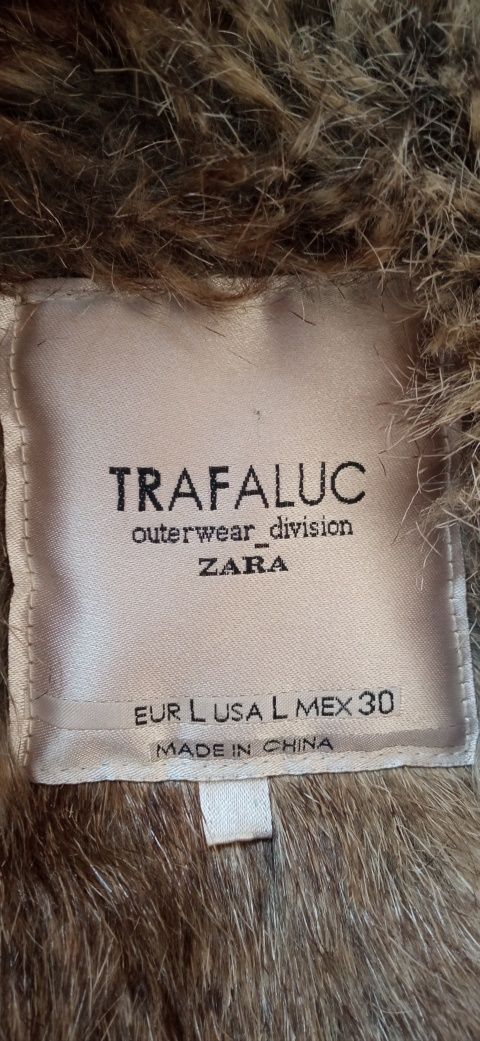 TRAFALUC
outerwear_division
ZARA
EUR L USA L MEX 30
MADE IN CHINA